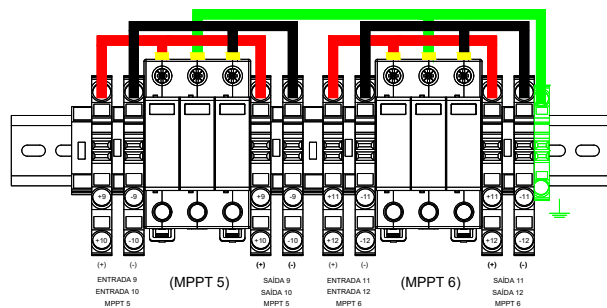 +9 -9 +9 -9 +11 -11 +11 -11
+10 -10 +10 -10 +12 -12 +12 -12
(+) (-) (+) (-) (+) (-) (+) (-)
ENTRADA 9
ENTRADA 10
MPPT 5
(MPPT 5)
SAÍDA 9
SAÍDA 10
MPPT 5
ENTRADA 11
ENTRADA 12
MPPT 6
(MPPT 6)
SAÍDA 11
SAÍDA 12
MPPT 6